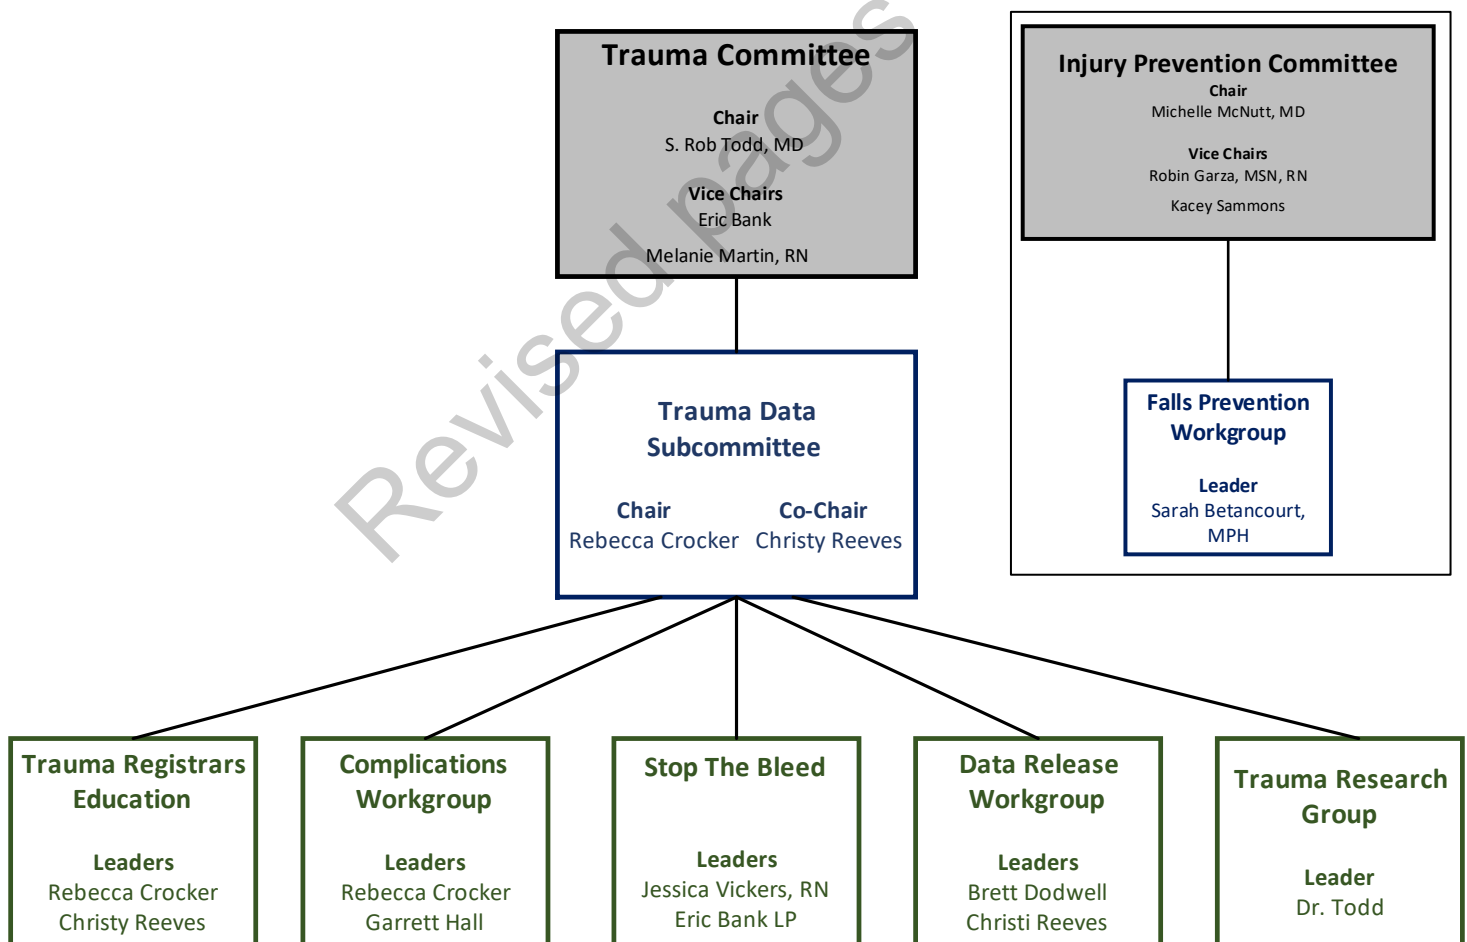 Trauma Committee
Chair
S. Rob Todd, MD
Vice Chairs
Eric Bank
Melanie Martin, RN
Injury Prevention Committee
Chair
Michelle McNutt, MD
Vice Chairs
Robin Garza, MSN, RN
Kacey Sammons
Revised pages
Trauma Data
Subcommittee
Chair
Rebecca Crocker
Co-Chair
Christy Reeves
Falls Prevention
Workgroup
Leader
Sarah Betancourt,
MPH
Trauma Registrars
Education
Leaders
Rebecca Crocker
Christy Reeves
Complications
Workgroup
Leaders
Rebecca Crocker
Garrett Hall
Stop The Bleed
Leaders
Jessica Vickers, RN
Eric Bank LP
Data Release
Workgroup
Leaders
Brett Dodwell
Christi Reeves
Trauma Research
Group
Leader
Dr. Todd